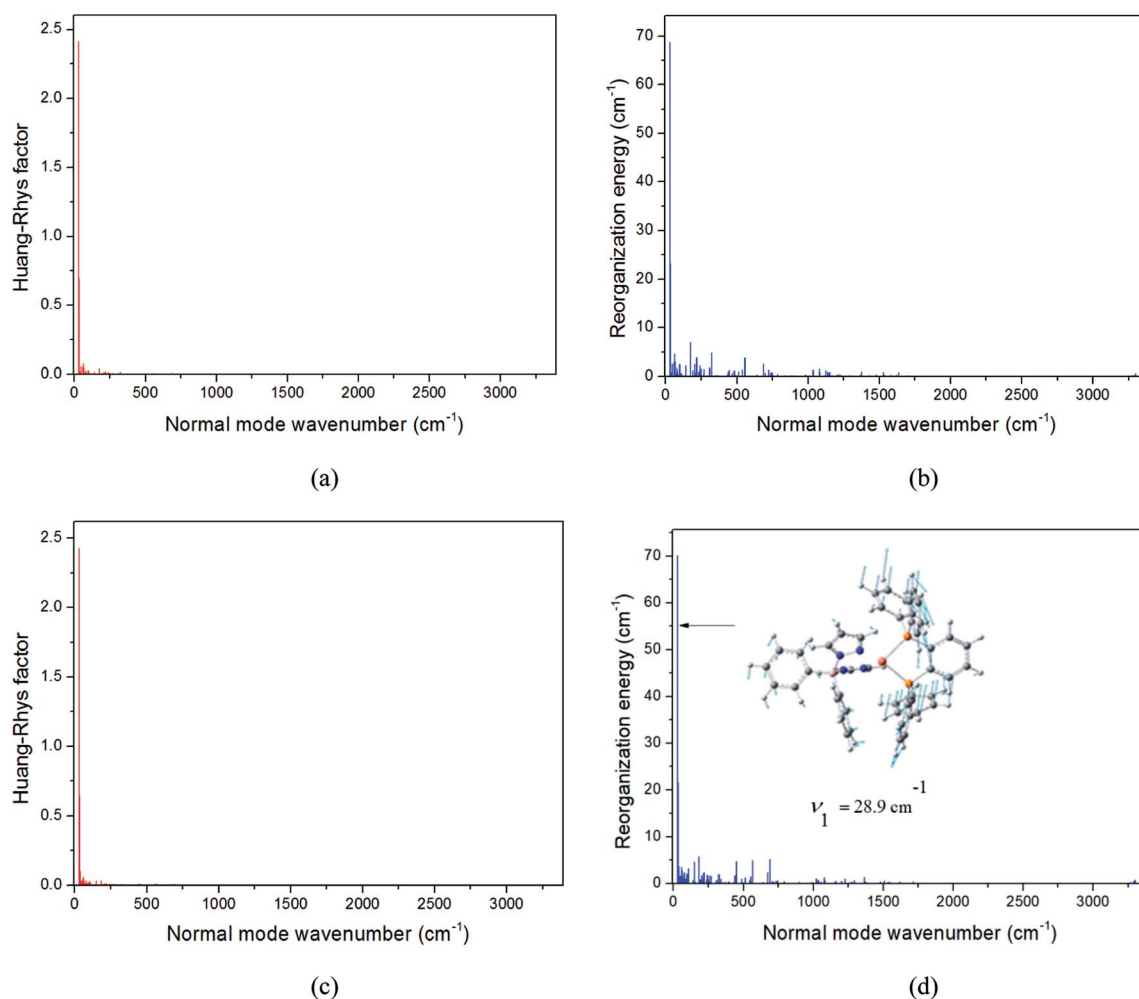 2.5
2.0
1.5
1.0
0.5
0.0
Huang-Rhys factor
0 500 1000 1500 2000 2500 3000
Normal mode wavenumber (cm⁻¹)
(a)
70
60
50
40
30
20
10
0
Reorganization energy (cm⁻¹)
0 500 1000 1500 2000 2500 3000
Normal mode wavenumber (cm⁻¹)
(b)
2.5
2.0
1.5
1.0
0.5
0.0
Huang-Rhys factor
0 500 1000 1500 2000 2500 3000
Normal mode wavenumber (cm⁻¹)
(c)
70
60
50
40
30
20
10
0
Reorganization energy (cm⁻¹)
ν₁ = 28.9 cm⁻¹
0 500 1000 1500 2000 2500 3000
Normal mode wavenumber (cm⁻¹)
(d)